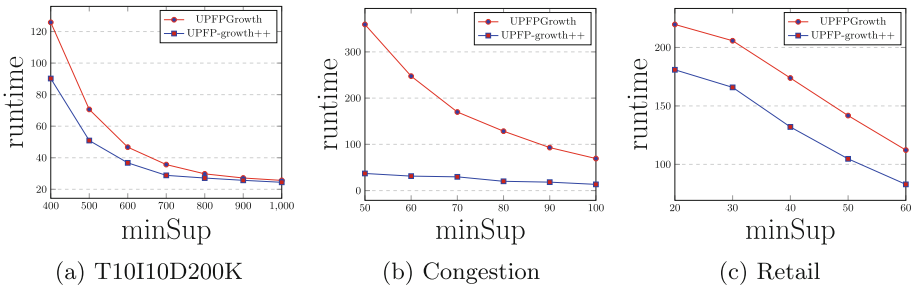 UPFPGrowth
UPFP-growth++
runtime
120
100
80
60
40
20
400 500 600 700 800 900 1,000
minSup
(a) T10I10D200K
UPFPGrowth
UPFP-growth++
runtime
300
200
100
0
50 60 70 80 90 100
minSup
(b) Congestion
UPFPGrowth
UPFP-growth++
runtime
200
150
100
20 30 40 50 60
minSup
(c) Retail